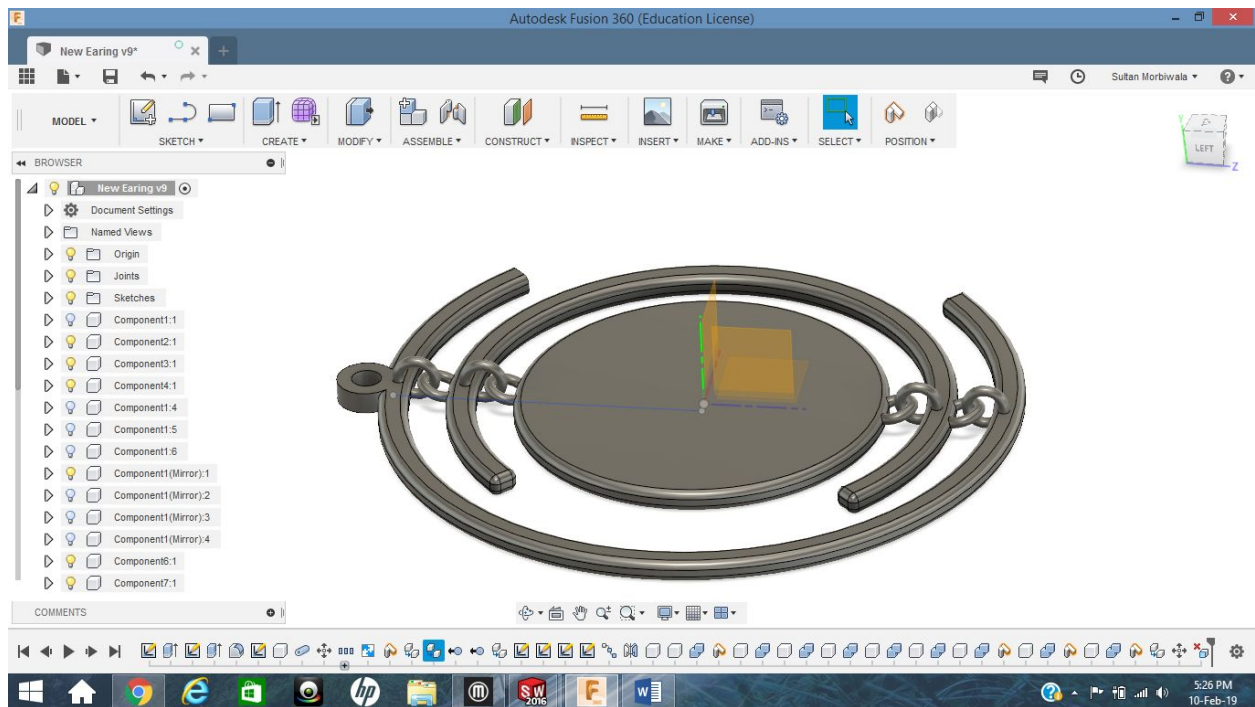 Autodesk Fusion 360 (Education License)
New Earing v9*
Sultan Morbiwala
MODEL
SKETCH
CREATE
MODIFY
ASSEMBLE
CONSTRUCT
INSPECT
INSERT
MAKE
ADD-INS
SELECT
POSITION
LEFT
Z
BROWSER
New Earing v9
Document Settings
Named Views
Origin
Joints
Sketches
Component1:1
Component2:1
Component3:1
Component4:1
Component1:4
Component1:5
Component1:6
Component1(Mirror):1
Component1(Mirror):2
Component1(Mirror):3
Component1(Mirror):4
Component6:1
Component7:1
COMMENTS
hp
SW
2016
5:26 PM
10-Feb-19